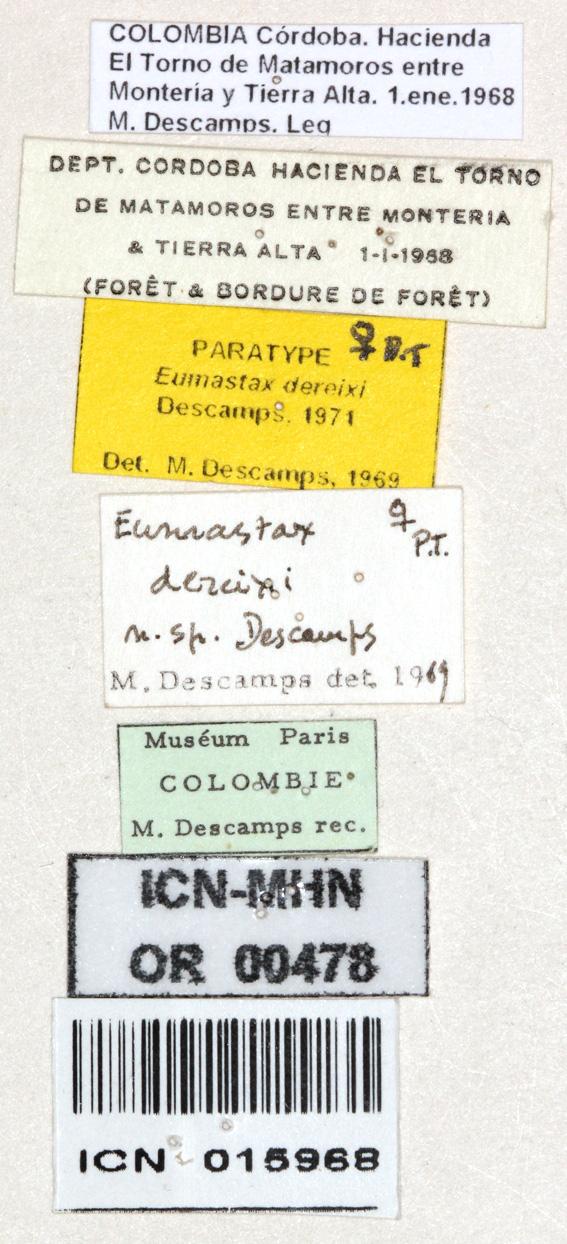 COLOMBIA Córdoba. Hacienda
El Torno de Matamoros entre
Montería y Tierra Alta. 1.ene.1968
M. Descamps. Leg
DEPT. CORDOBA HACIENDA EL TORNO
DE MATAMOROS ENTRE MONTERIA
& TIERRA ALTA 1-I-1968
(FORÊT & BORDURE DE FORÊT)
PARATYPE ♀ P.T
Eumastax dereixi
Descamps, 1971
Det. M. Descamps, 1969
Eumastax ♀
P.T.
dereixi
n. sp. Descamps
M. Descamps det. 1969
Muséum Paris
COLOMBIE
M. Descamps rec.
ICN-MHN
OR 00478
ICN 015968